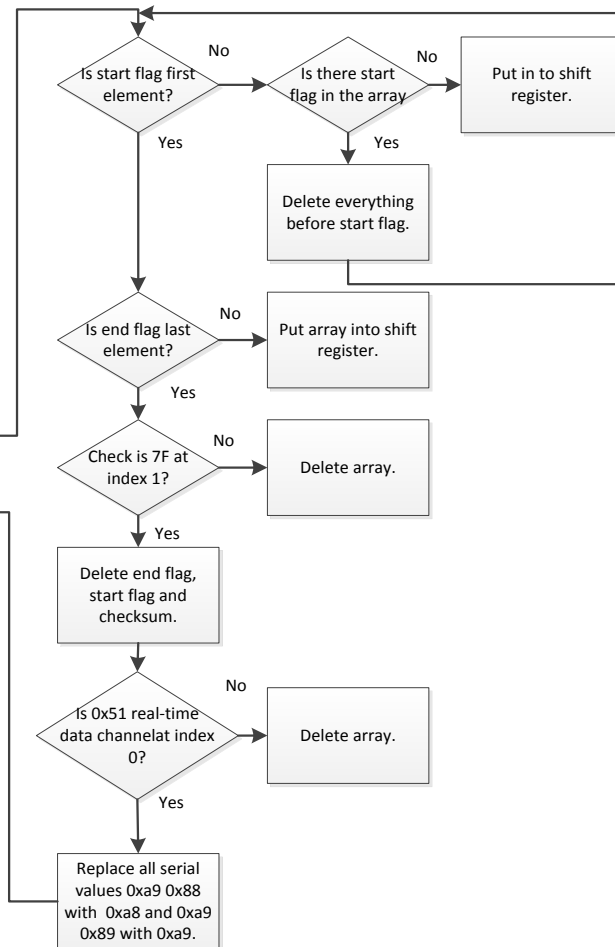 Is start flag first
element?
No
Is there start
flag in the array
No
Put in to shift
register.
Yes
Yes
Delete everything
before start flag.
Is end flag last
element?
No
Put array into shift
register.
Yes
Check is 7F at
index 1?
No
Delete array.
Yes
Delete end flag,
start flag and
checksum.
Is 0x51 real-time
data channelat index
0?
No
Delete array.
Yes
Replace all serial
values 0xa9 0x88
with 0xa8 and 0xa9
0x89 with 0xa9.